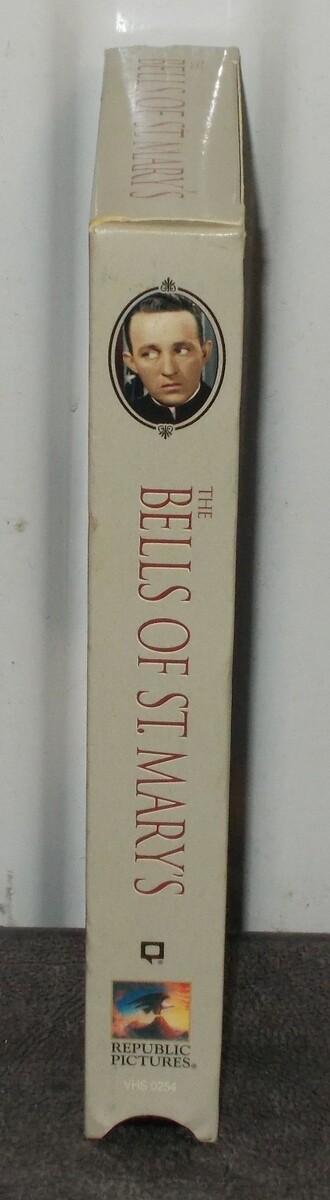 THE
BELLS OF ST. MARY'S
THE
BELLS OF ST. MARY'S
REPUBLIC
PICTURES®
VHS 0254